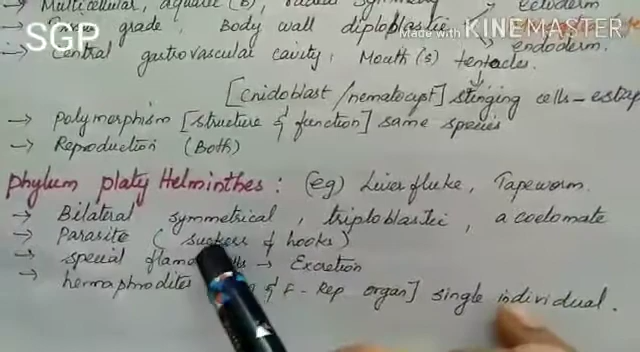 → Multicellular, aquatic (B), radial symmetry ectoderm
→ Tissue grade, Body wall diploblastic
SGP
Made with KINEMASTER
endoderm.
→ Central gastrovascular cavity, Mouth (s) tentacles.
[cnidoblast / nematocyst] stinging cells -
→ polymorphism [structure & function] same species
→ Reproduction (Both)
Phylum platy Helminthes: (eg) Liver fluke, Tapeworm.
→ Bilateral symmetrical, triploblastic, a coelomate
→ Parasite (suckers & hooks)
→ special flame → Excretion
→ hermaphrodites & F - Rep organ] single individual.